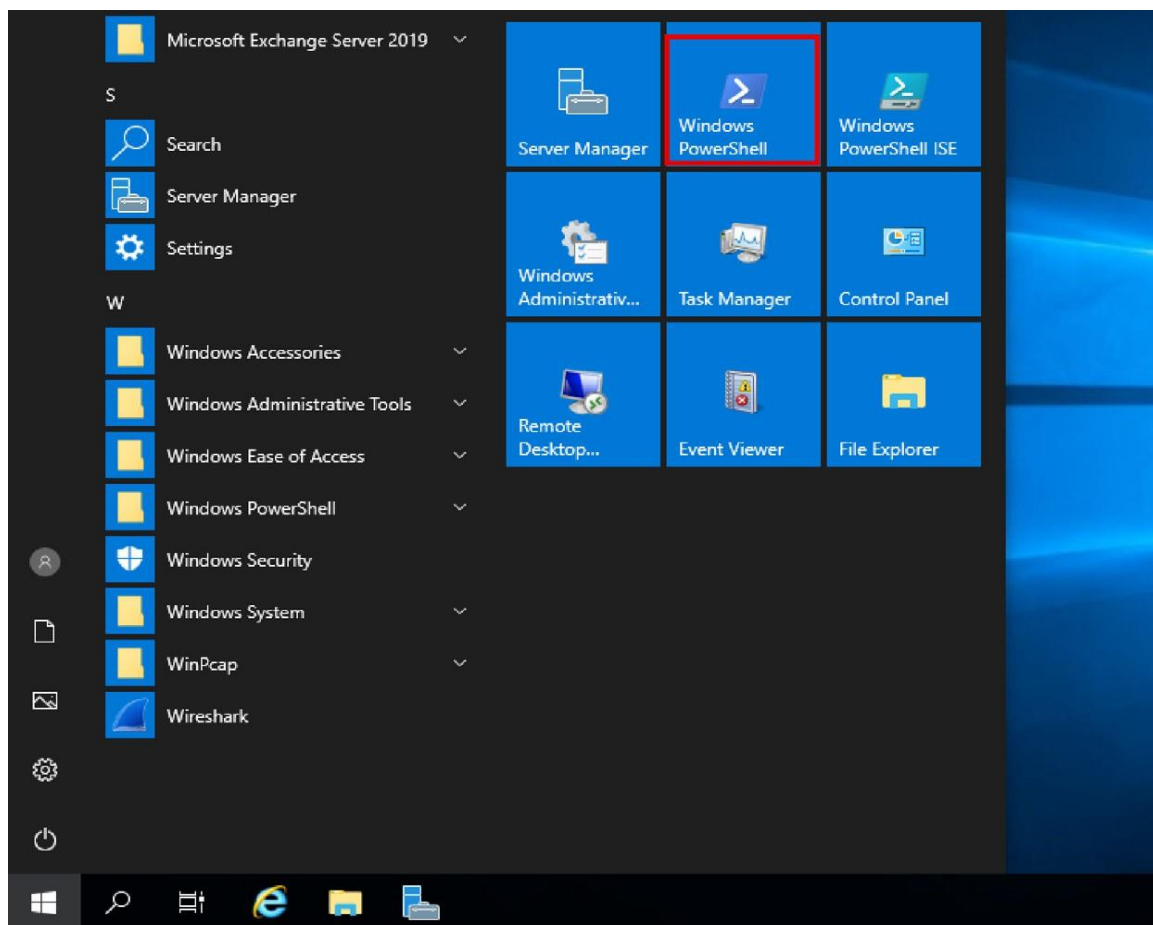 Microsoft Exchange Server 2019
S
Search
Server Manager
Settings
W
Windows Accessories
Windows Administrative Tools
Windows Ease of Access
Windows PowerShell
Windows Security
Windows System
WinPcap
Wireshark
Server Manager
Windows
PowerShell
Windows
PowerShell ISE
Windows
Administrativ...
Task Manager
Control Panel
Remote
Desktop...
Event Viewer
File Explorer